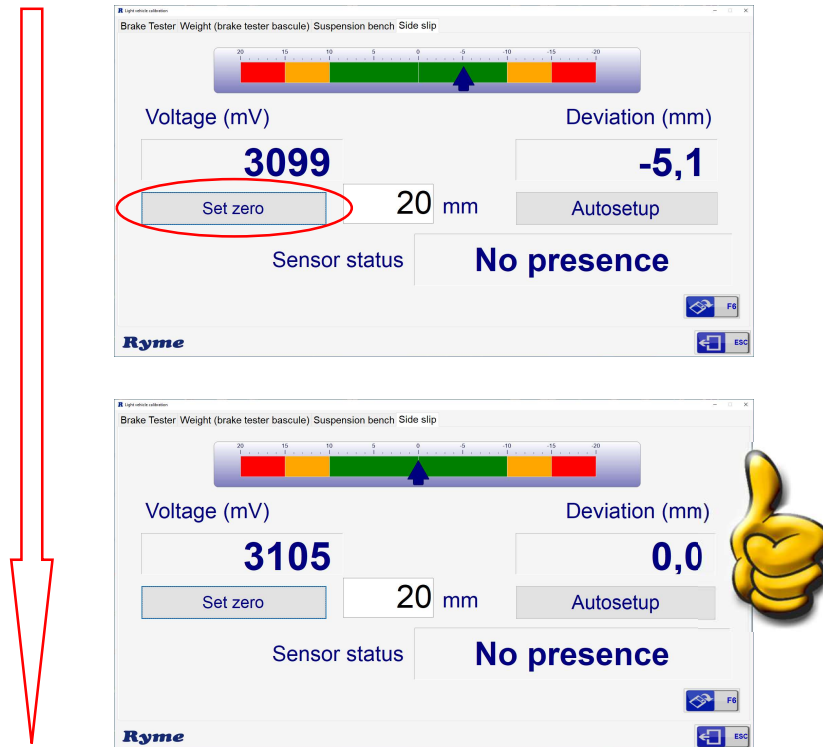 R Light vehicle calibration
Brake Tester Weight (brake tester bascule) Suspension bench Side slip
20 15 10 5 0 -5 -10 -15 -20
Voltage (mV) Deviation (mm)
3099 -5,1
Set zero 20 mm Autosetup
Sensor status No presence
F6
Ryme ESC
R Light vehicle calibration
Brake Tester Weight (brake tester bascule) Suspension bench Side slip
20 15 10 5 0 -5 -10 -15 -20
Voltage (mV) Deviation (mm)
3105 0,0
Set zero 20 mm Autosetup
Sensor status No presence
F6
Ryme ESC